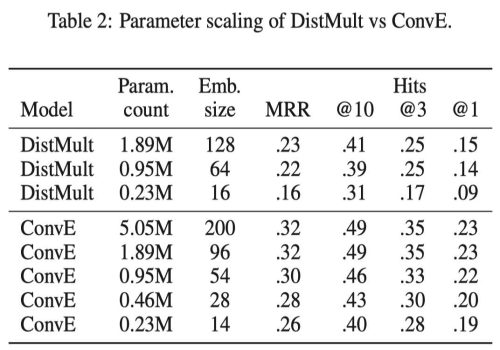 Table 2: Parameter scaling of DistMult vs ConvE.
Param. Emb. Hits
Model count size MRR @10 @3 @1
DistMult 1.89M 128 .23 .41 .25 .15
DistMult 0.95M 64 .22 .39 .25 .14
DistMult 0.23M 16 .16 .31 .17 .09
ConvE 5.05M 200 .32 .49 .35 .23
ConvE 1.89M 96 .32 .49 .35 .23
ConvE 0.95M 54 .30 .46 .33 .22
ConvE 0.46M 28 .28 .43 .30 .20
ConvE 0.23M 14 .26 .40 .28 .19